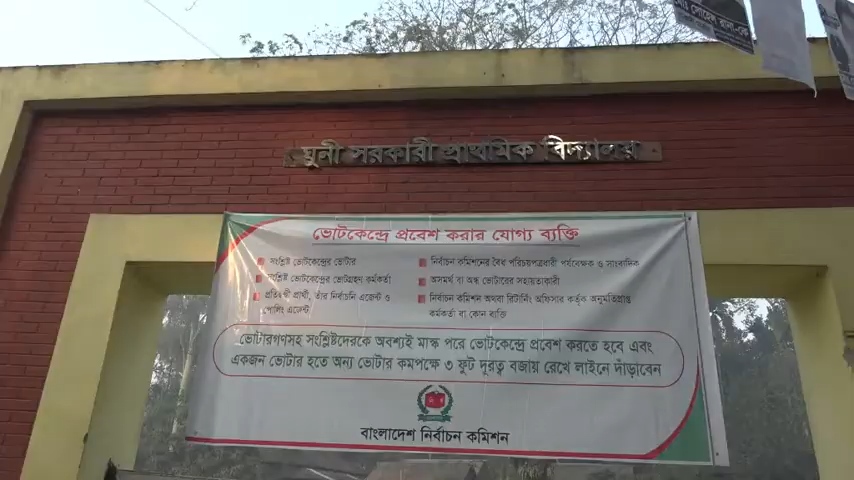 মুনী সরকারী প্রাথমিক বিদ্যালয়
ভোটকেন্দ্রে প্রবেশ করার যোগ্য ব্যক্তি
সংশ্লিষ্ট ভোটকেন্দ্রের ভোটার
সংশ্লিষ্ট ভোটকেন্দ্রের ভোটগ্রহণ কর্মকর্তা
প্রতিদ্বন্দ্বী প্রার্থী, তাঁর নির্বাচনি এজেন্ট ও
পোলিং এজেন্ট
নির্বাচন কমিশনের বৈধ পরিচয়পত্রধারী পর্যবেক্ষক ও সাংবাদিক
অসমর্থ বা অন্ধ ভোটারের সহায়তাকারী
নির্বাচন কমিশন অথবা রিটার্নিং অফিসার কর্তৃক অনুমতিপ্রাপ্ত
কর্মকর্তা বা কোন ব্যক্তি
ভোটারগণসহ সংশ্লিষ্টদেরকে অবশ্যই মাস্ক পরে ভোটকেন্দ্রে প্রবেশ করতে হবে এবং
একজন ভোটার হতে অন্য ভোটার কমপক্ষে ৩ ফুট দূরত্ব বজায় রেখে লাইনে দাঁড়াবেন
বাংলাদেশ নির্বাচন কমিশন